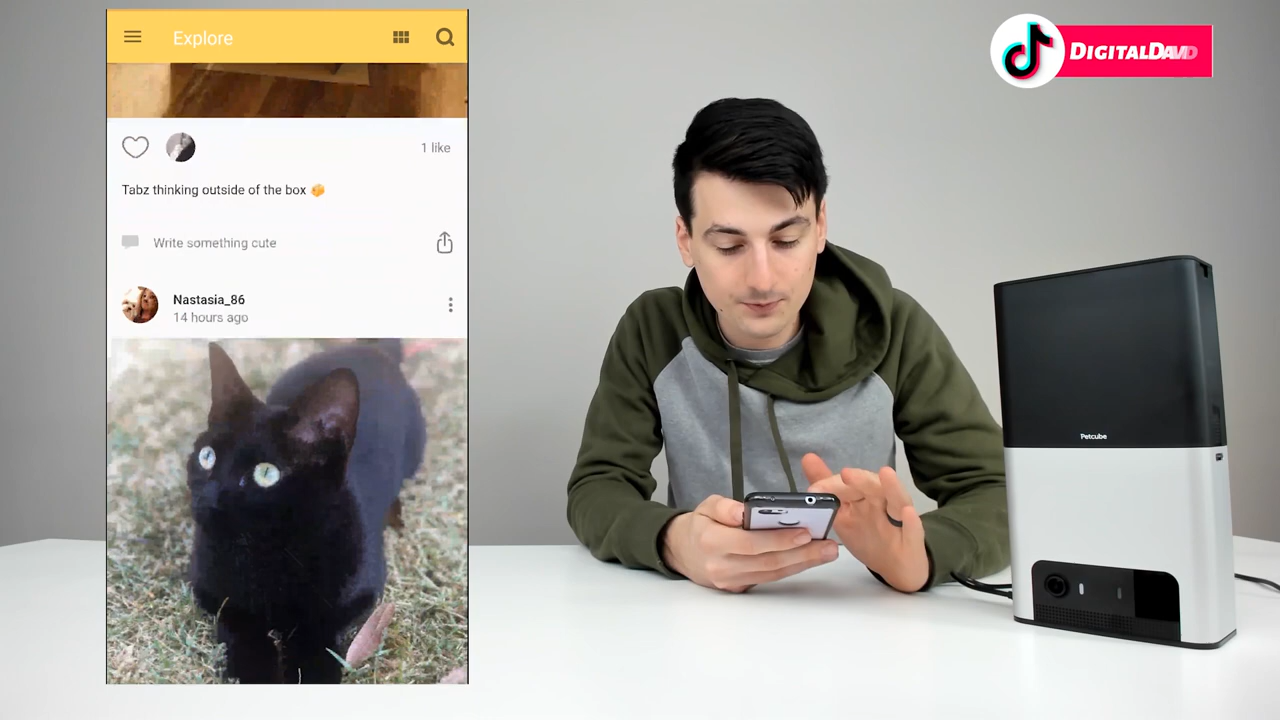 Explore
1 like
Tabz thinking outside of the box
Write something cute
Nastasia_86
14 hours ago
DIGITALDAVID
Petcube